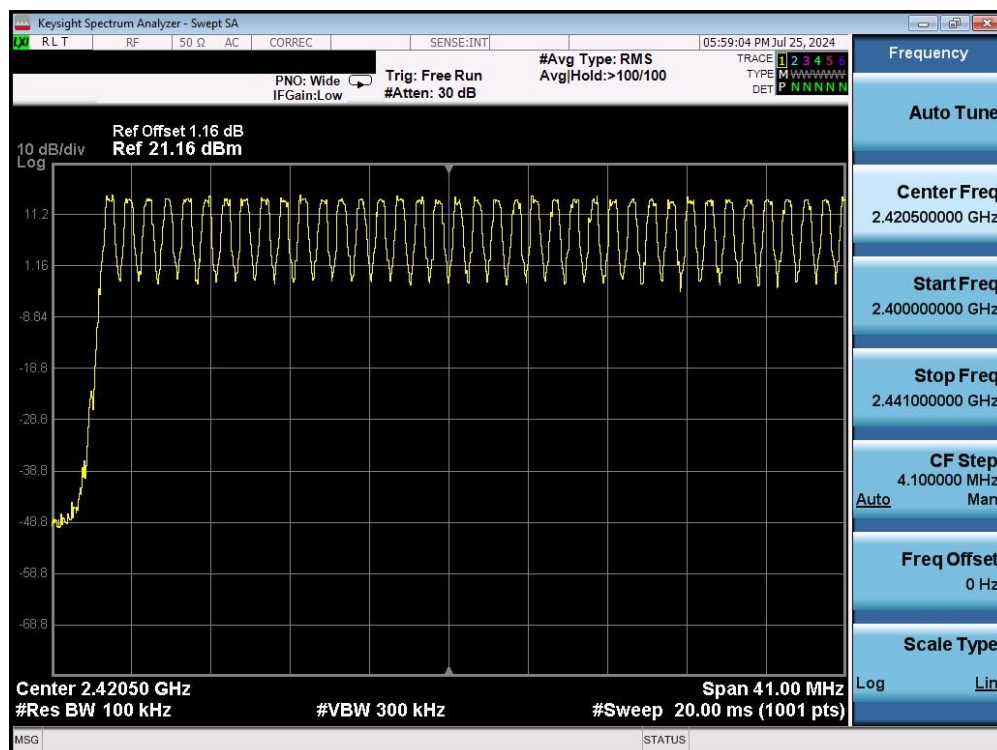 Keysight Spectrum Analyzer - Swept SA
LXI RLT RF 50 Ω AC CORREC SENSE:INT 05:59:04 PM Jul 25, 2024
#Avg Type: RMS TRACE 1 2 3 4 5 6
PNO: Wide Trig: Free Run Avg|Hold:>100/100 TYPE M W W W W W
IFGain:Low #Atten: 30 dB DET P N N N N N
Ref Offset 1.16 dB
10 dB/div Ref 21.16 dBm
Log
11.2
1.16
-8.84
-18.8
-28.8
-38.8
-48.8
-58.8
-68.8
Center 2.42050 GHz Span 41.00 MHz
#Res BW 100 kHz #VBW 300 kHz #Sweep 20.00 ms (1001 pts)
MSG STATUS
Frequency
Auto Tune
Center Freq
2.420500000 GHz
Start Freq
2.400000000 GHz
Stop Freq
2.441000000 GHz
CF Step
4.100000 MHz
Auto Man
Freq Offset
0 Hz
Scale Type
Log Lin